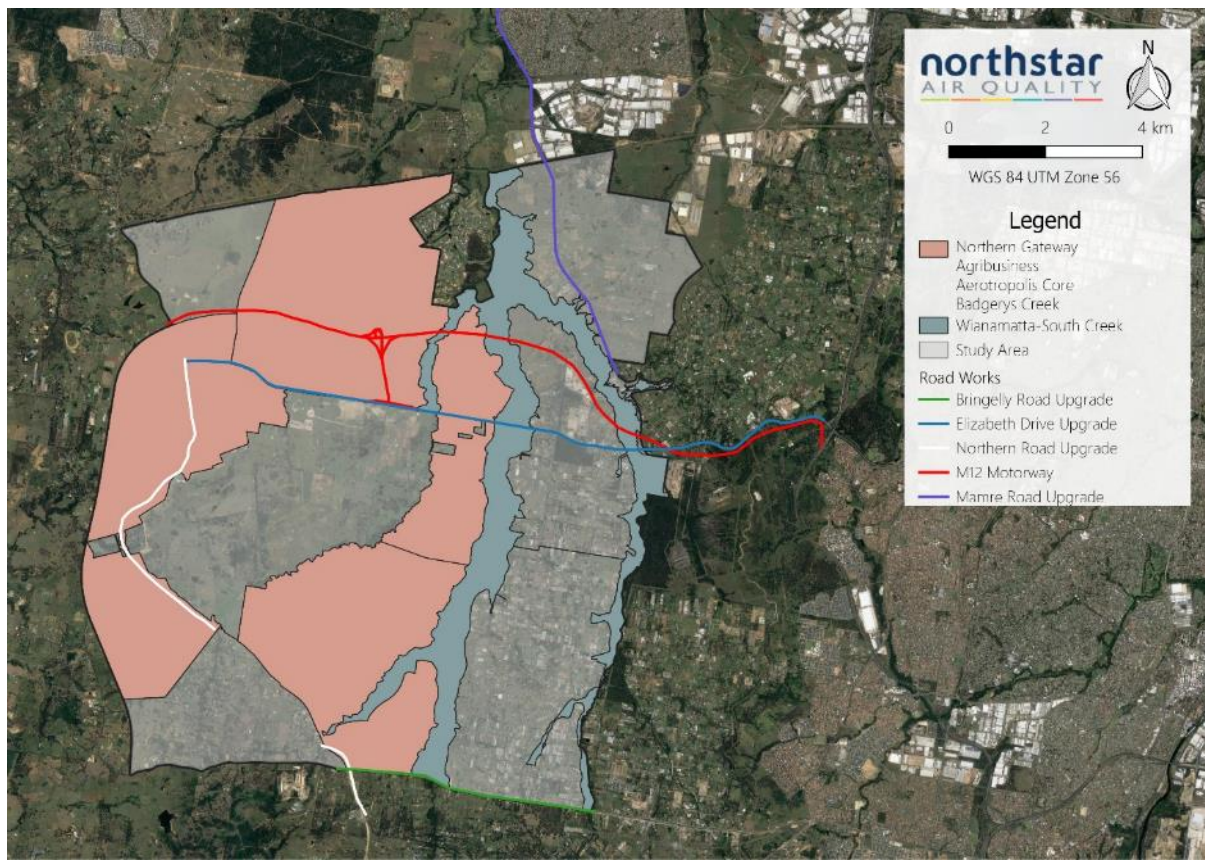 northstar
AIR QUALITY
N
0 2 4 km
WGS 84 UTM Zone 56
Legend
Northern Gateway
Agribusiness
Aerotropolis Core
Badgerys Creek
Wianamatta-South Creek
Study Area
Road Works
Bringelly Road Upgrade
Elizabeth Drive Upgrade
Northern Road Upgrade
M12 Motorway
Mamre Road Upgrade